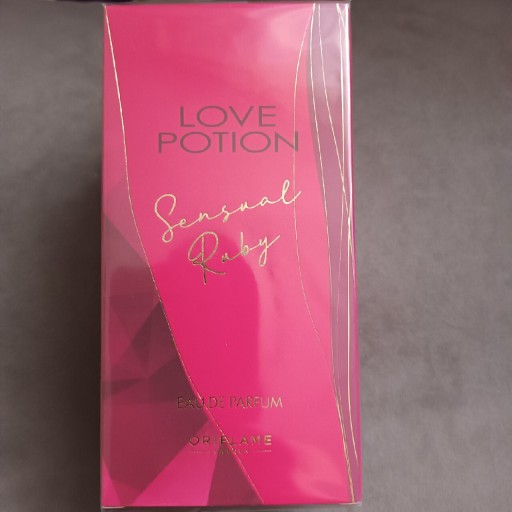 LOVE
POTION
Sensual
Ruby
EAU DE PARFUM
ORIFLAME